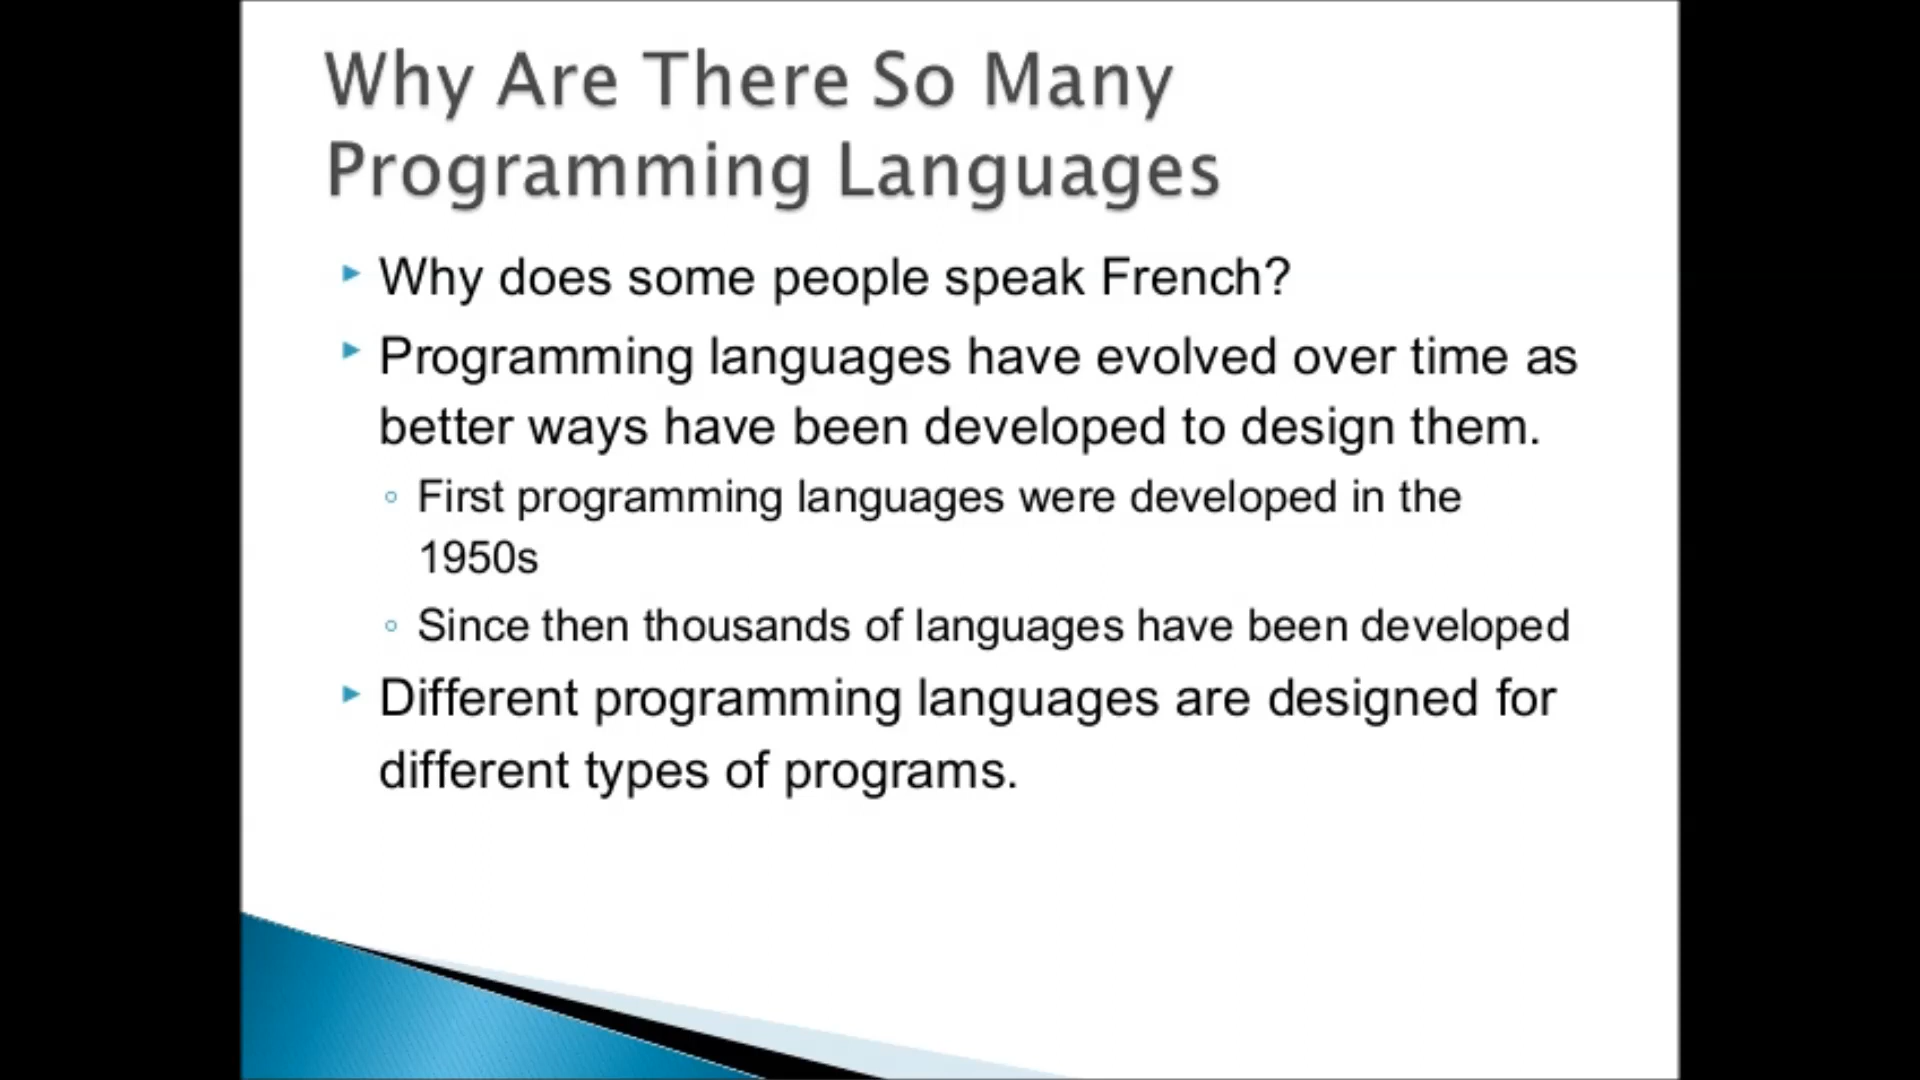 Why Are There So Many
Programming Languages
Why does some people speak French?
Programming languages have evolved over time as
better ways have been developed to design them.
First programming languages were developed in the
1950s
Since then thousands of languages have been developed
Different programming languages are designed for
different types of programs.